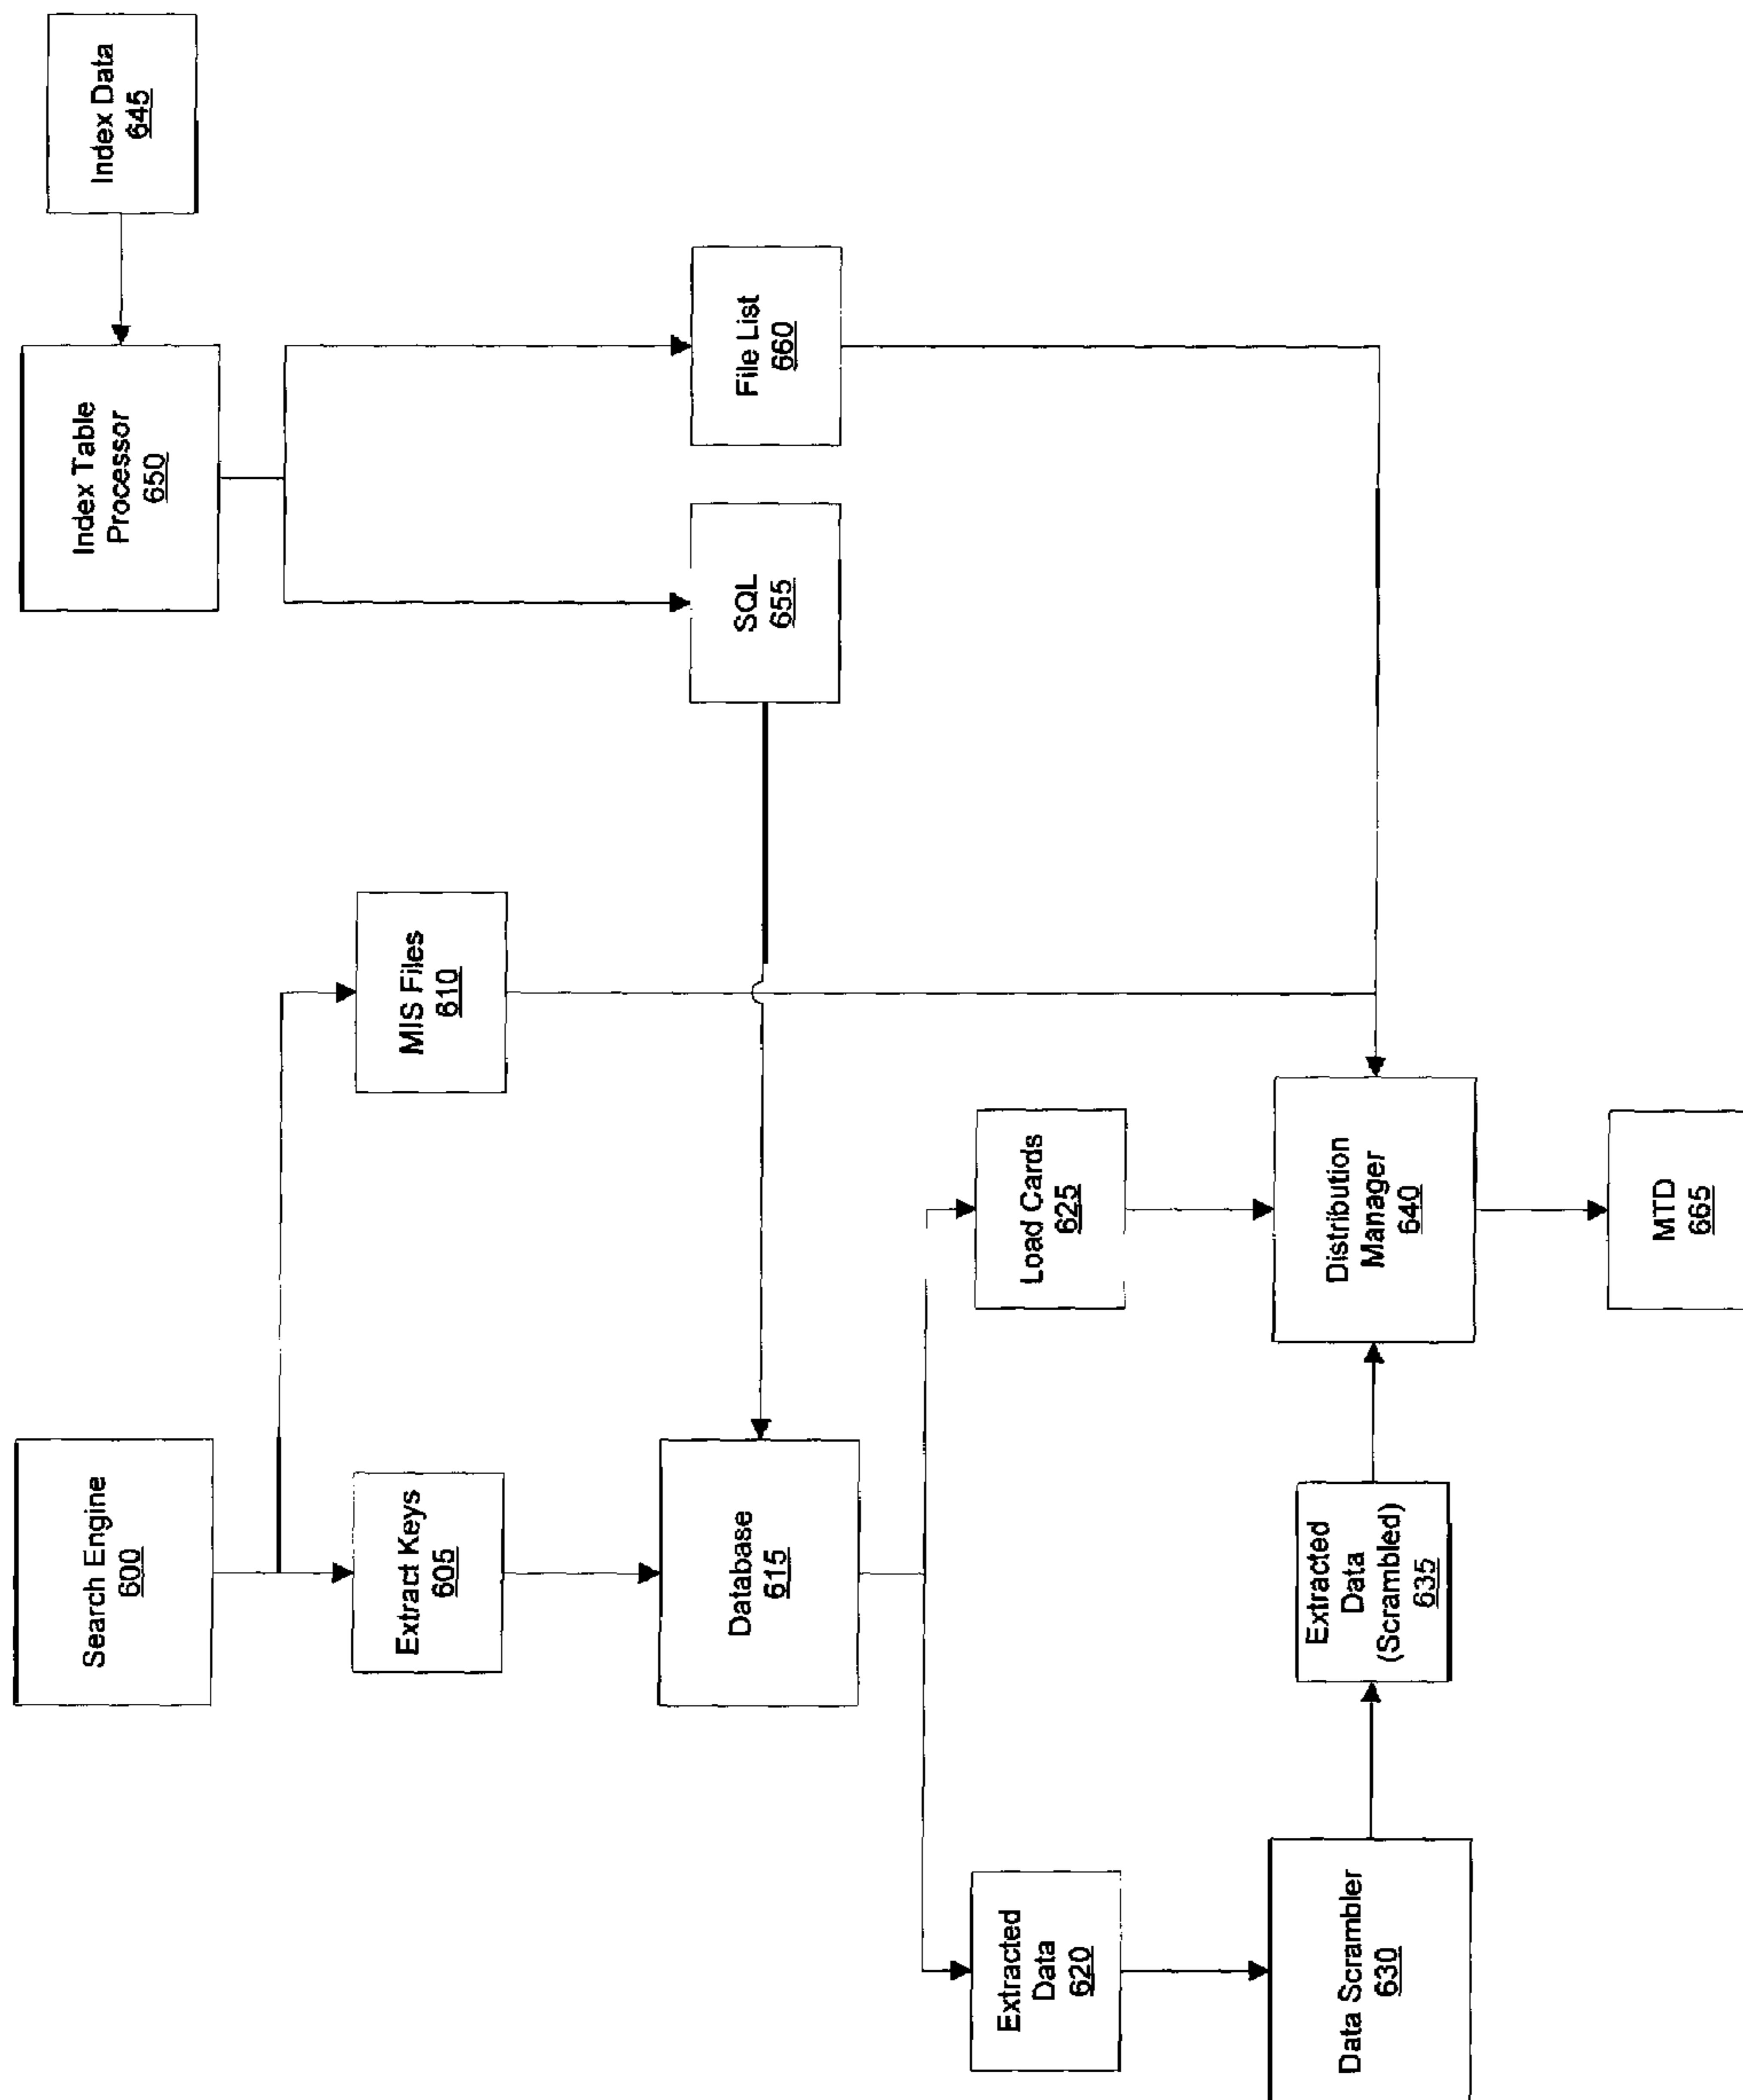 Search Engine
600
Extract Keys
605
MIS Files
610
Database
615
Extracted
Data
620
Load Cards
625
Data Scrambler
630
Extracted
Data
(Scrambled)
635
Distribution
Manager
640
Index Data
645
Index Table
Processor
650
SQL
655
File List
660
MTD
665